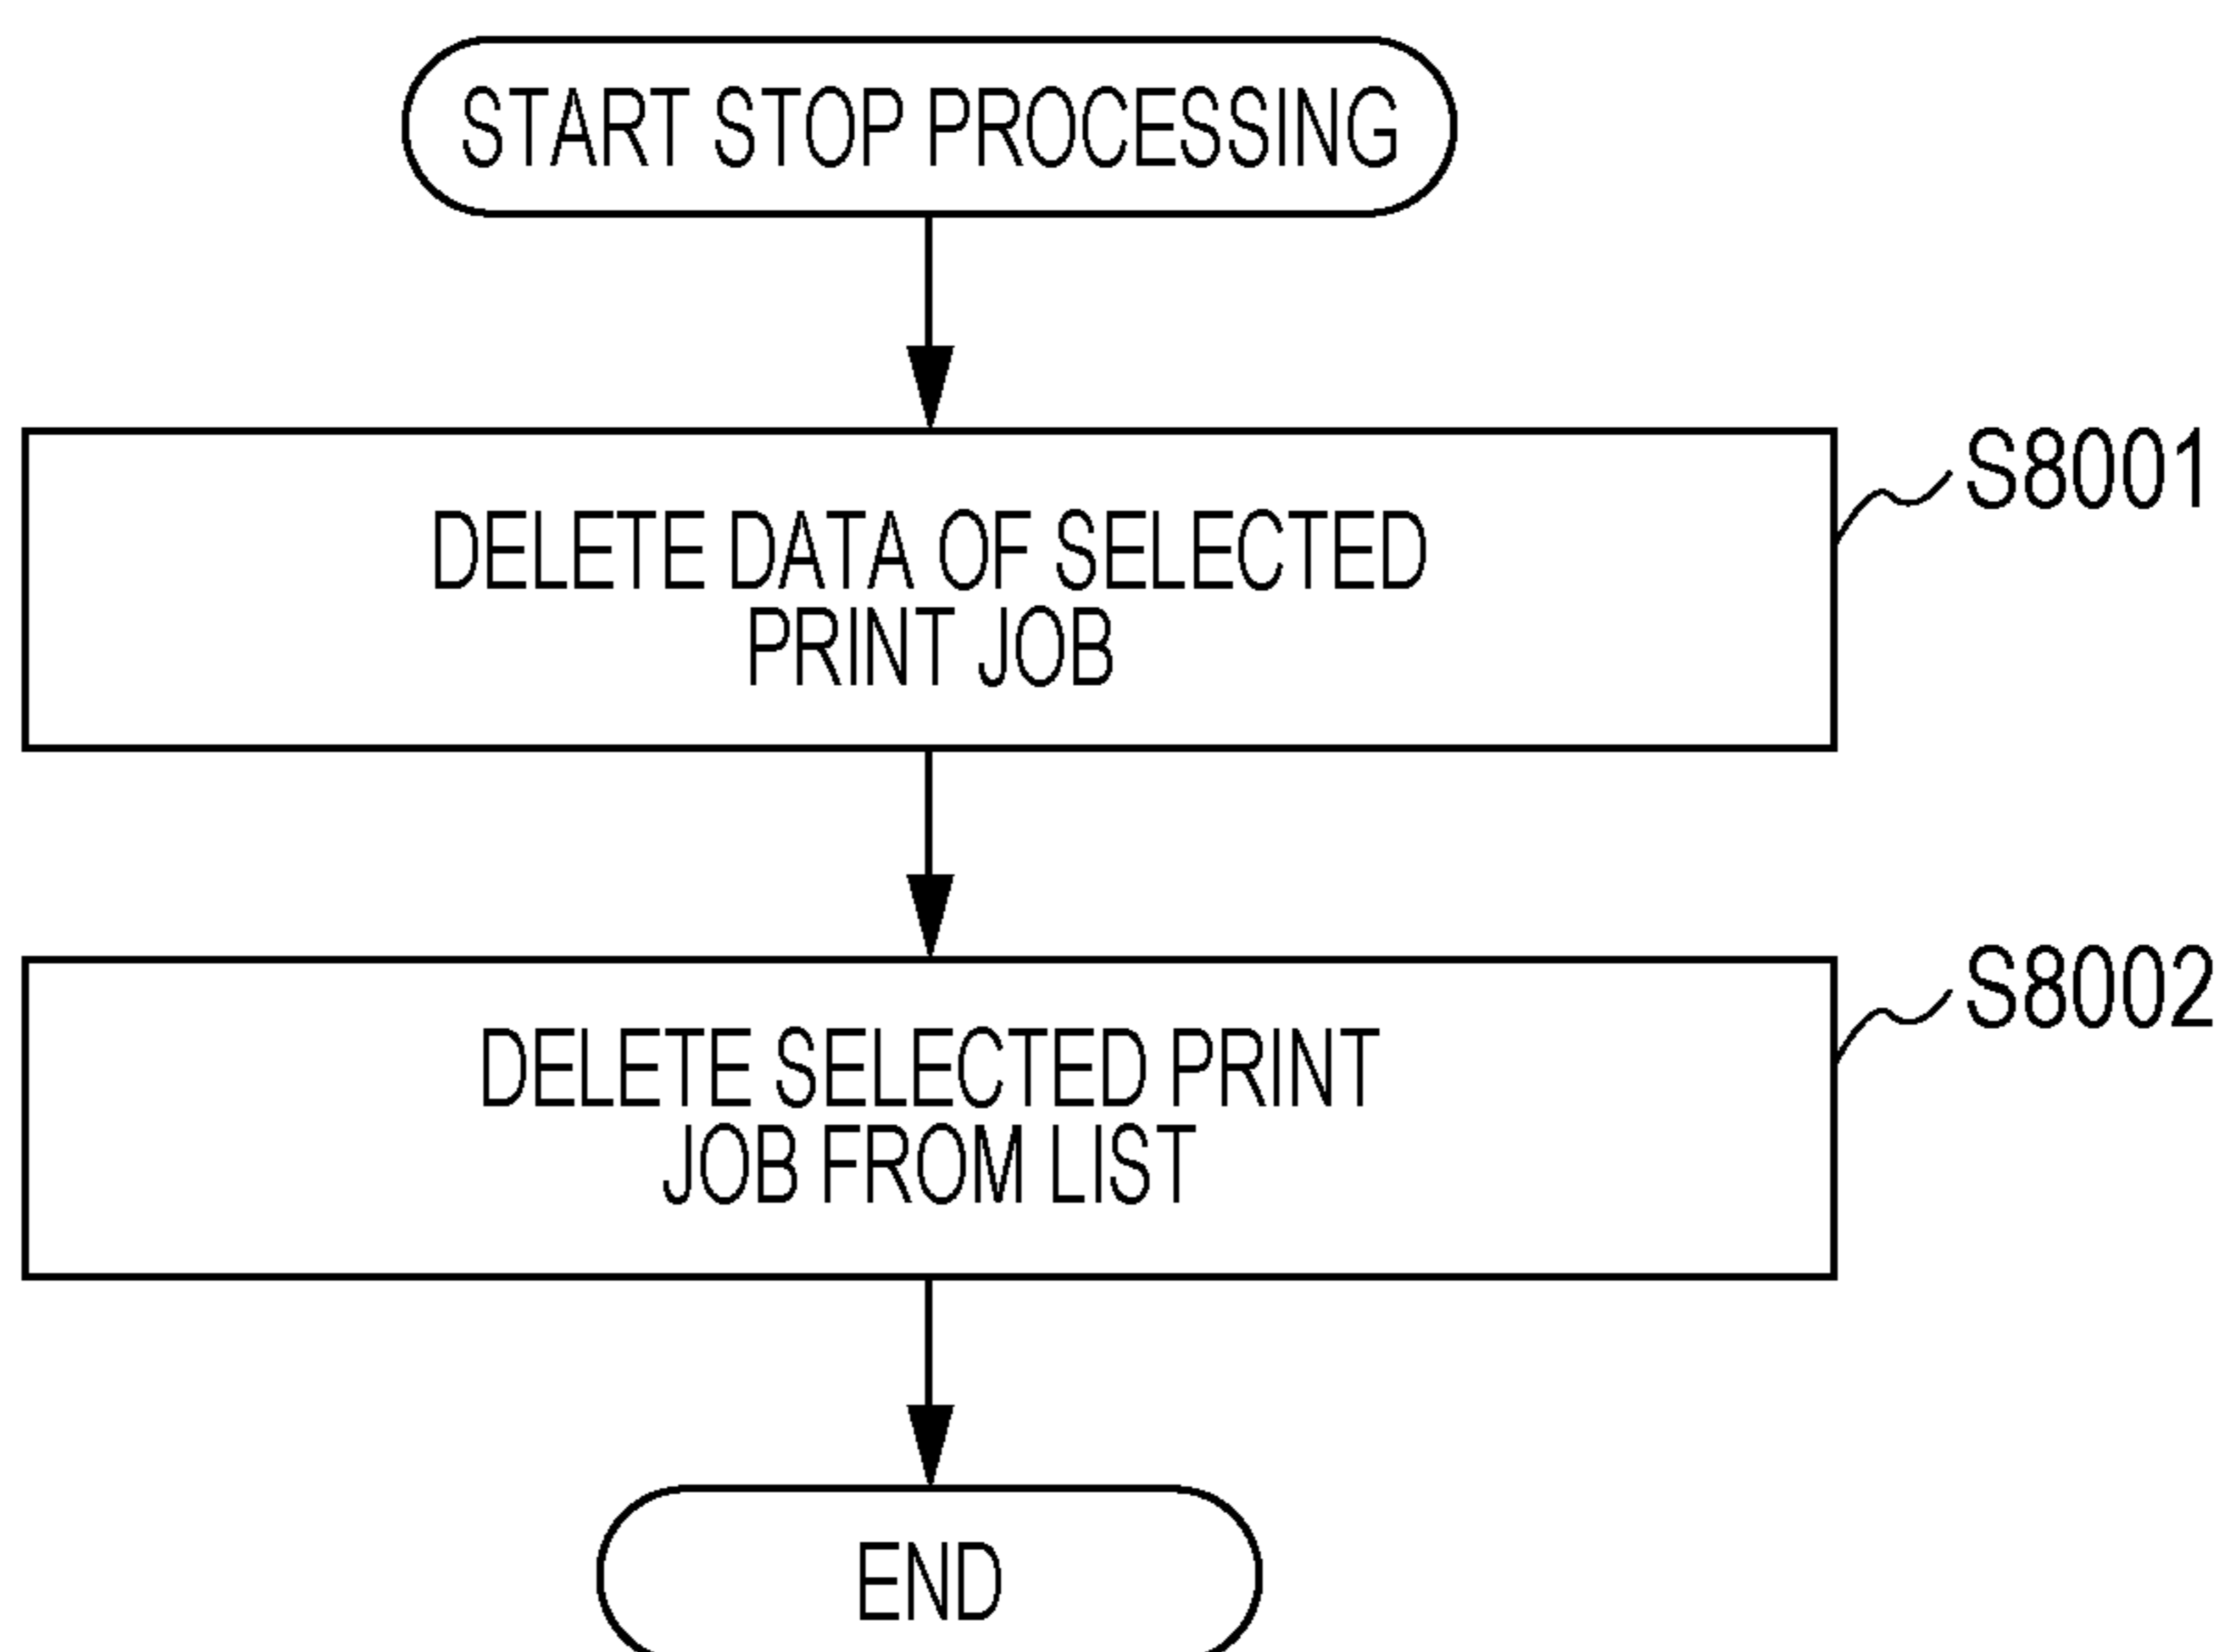 START STOP PROCESSING
S8001
DELETE DATA OF SELECTED
PRINT JOB
S8002
DELETE SELECTED PRINT
JOB FROM LIST
END